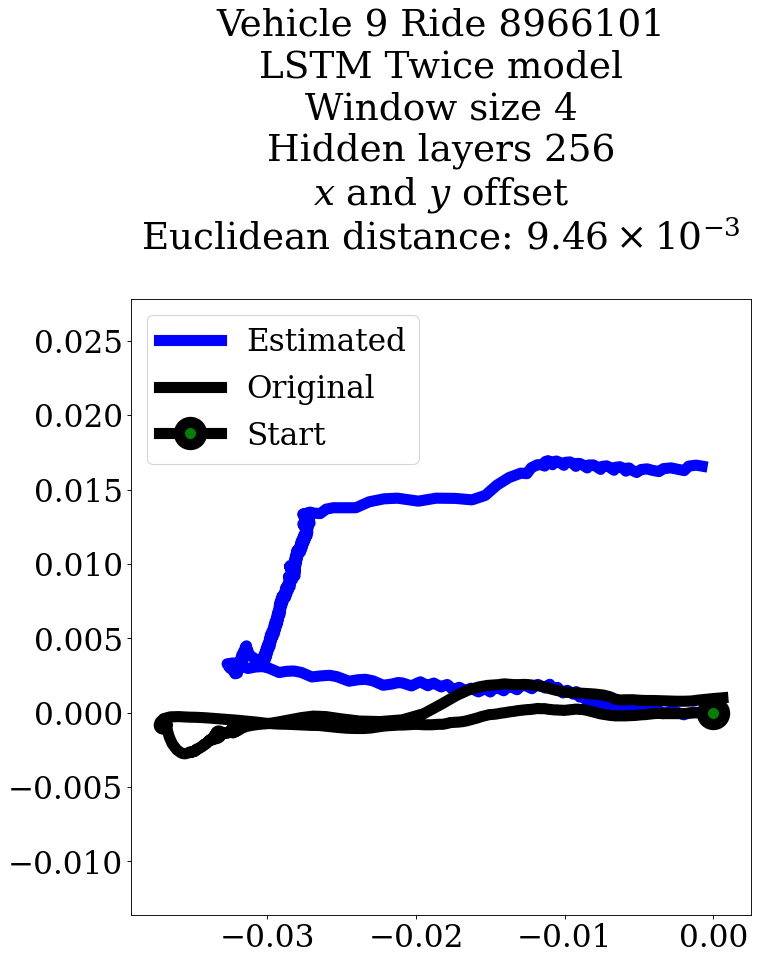 Vehicle 9 Ride 8966101
LSTM Twice model
Window size 4
Hidden layers 256
x and y offset
Euclidean distance: 9.46 × 10⁻³
Estimated
Original
Start
0.025
0.020
0.015
0.010
0.005
0.000
−0.005
−0.010
−0.03 −0.02 −0.01 0.00